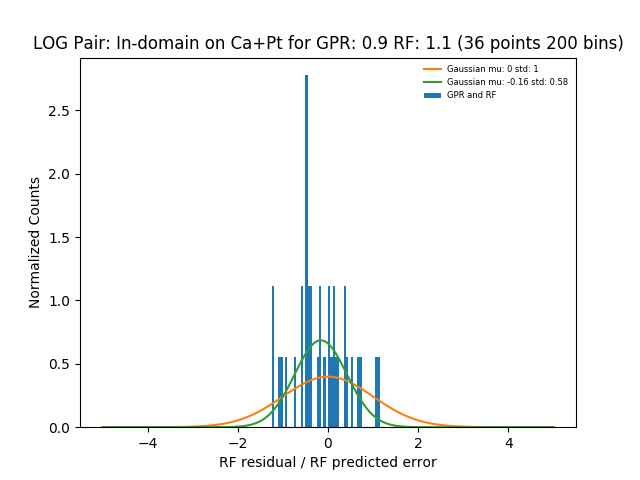 LOG Pair: In-domain on Ca+Pt for GPR: 0.9 RF: 1.1 (36 points 200 bins)
Gaussian mu: 0 std: 1
Gaussian mu: -0.16 std: 0.58
GPR and RF
Normalized Counts
2.5
2.0
1.5
1.0
0.5
0.0
−4 −2 0 2 4
RF residual / RF predicted error